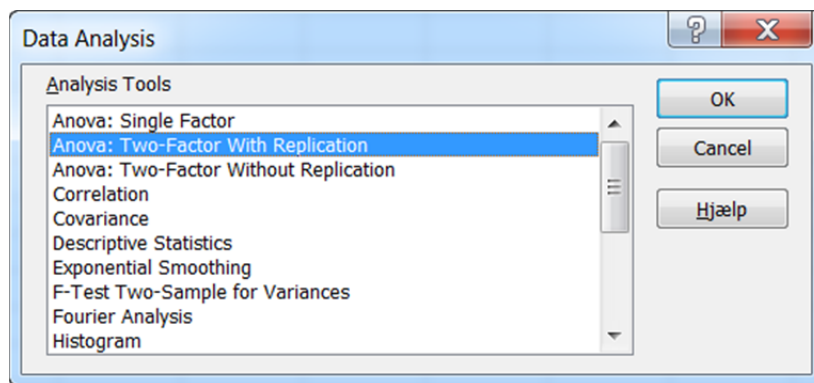 Data Analysis
Analysis Tools
Anova: Single Factor
Anova: Two-Factor With Replication
Anova: Two-Factor Without Replication
Correlation
Covariance
Descriptive Statistics
Exponential Smoothing
F-Test Two-Sample for Variances
Fourier Analysis
Histogram
OK
Cancel
Hjælp